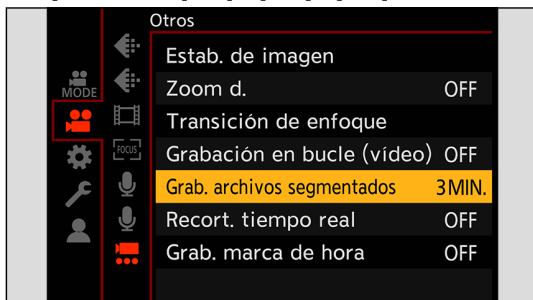 Otros
MODE
FOCUS
Estab. de imagen
Zoom d. OFF
Transición de enfoque
Grabación en bucle (vídeo) OFF
Grab. archivos segmentados 3MIN.
Recort. tiempo real OFF
Grab. marca de hora OFF